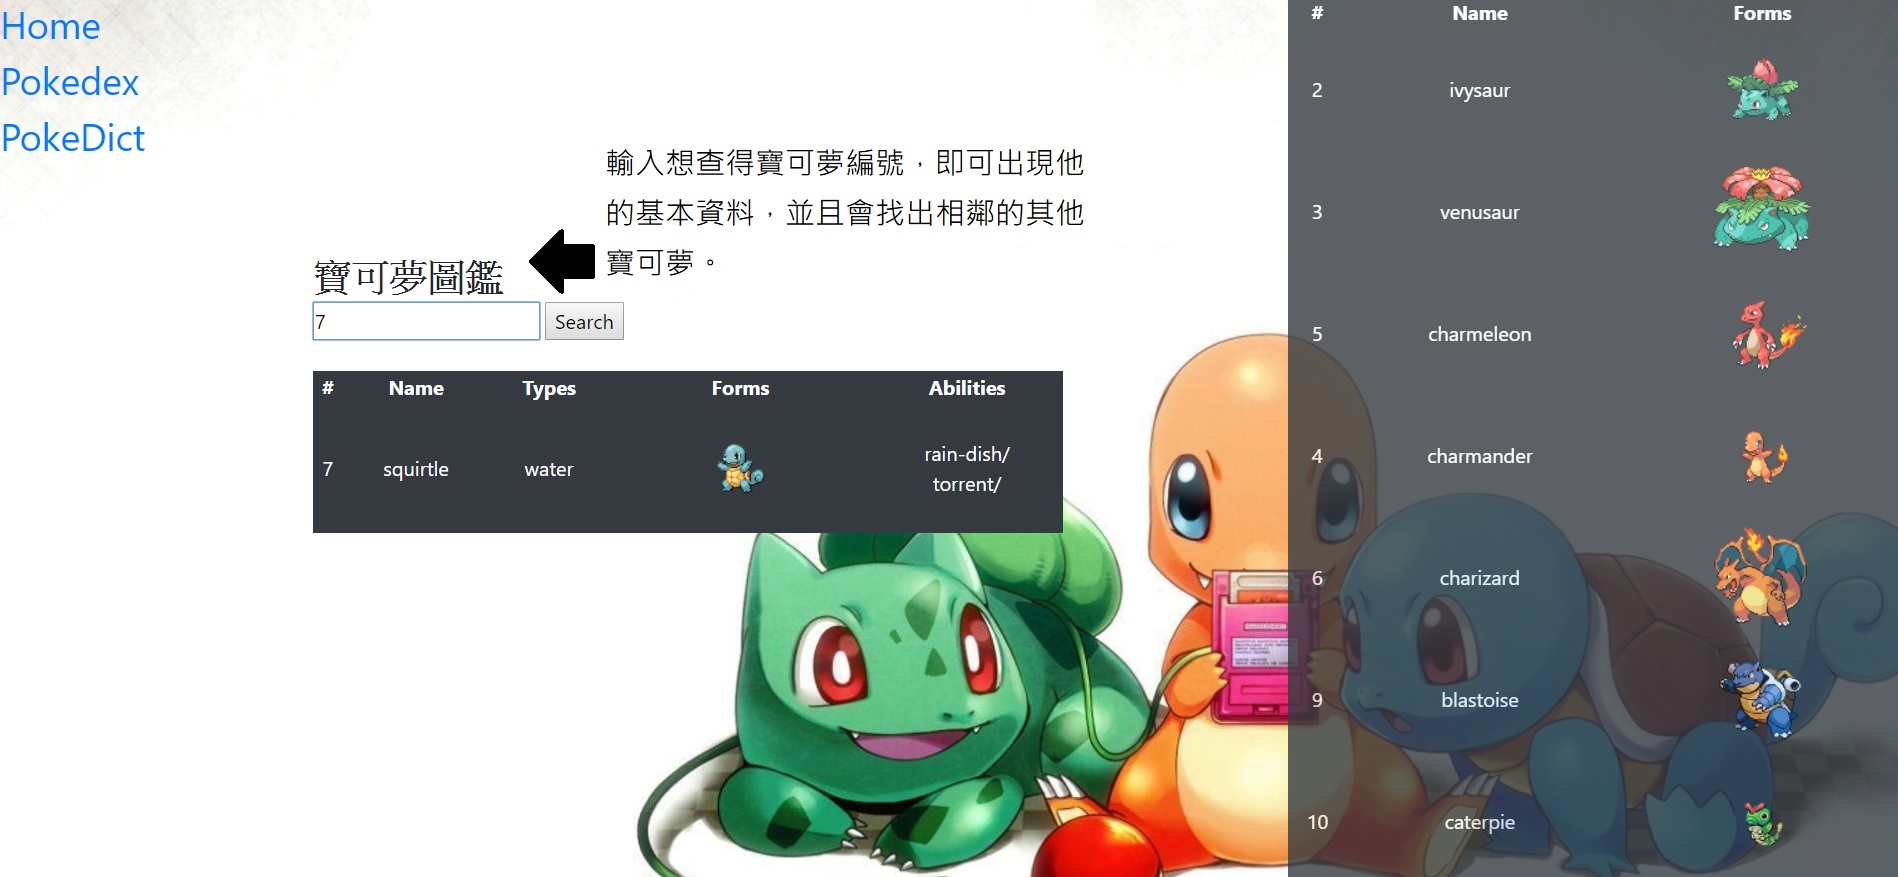 Home
Pokedex
PokeDict
輸入想查得寶可夢編號，即可出現他
的基本資料，並且會找出相鄰的其他
寶可夢。
寶可夢圖鑑
7 Search
# Name Types Forms Abilities
7 squirtle water rain-dish/
torrent/
# Name Forms
2 ivysaur
3 venusaur
5 charmeleon
4 charmander
6 charizard
9 blastoise
10 caterpie